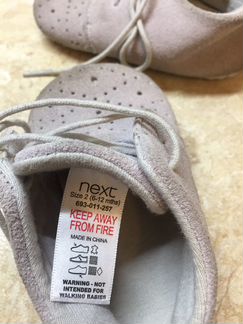 next
Size 2 (6-12 mths)
693-011-257
KEEP AWAY
FROM FIRE
MADE IN CHINA
WARNING - NOT
INTENDED FOR
WALKING BABIES